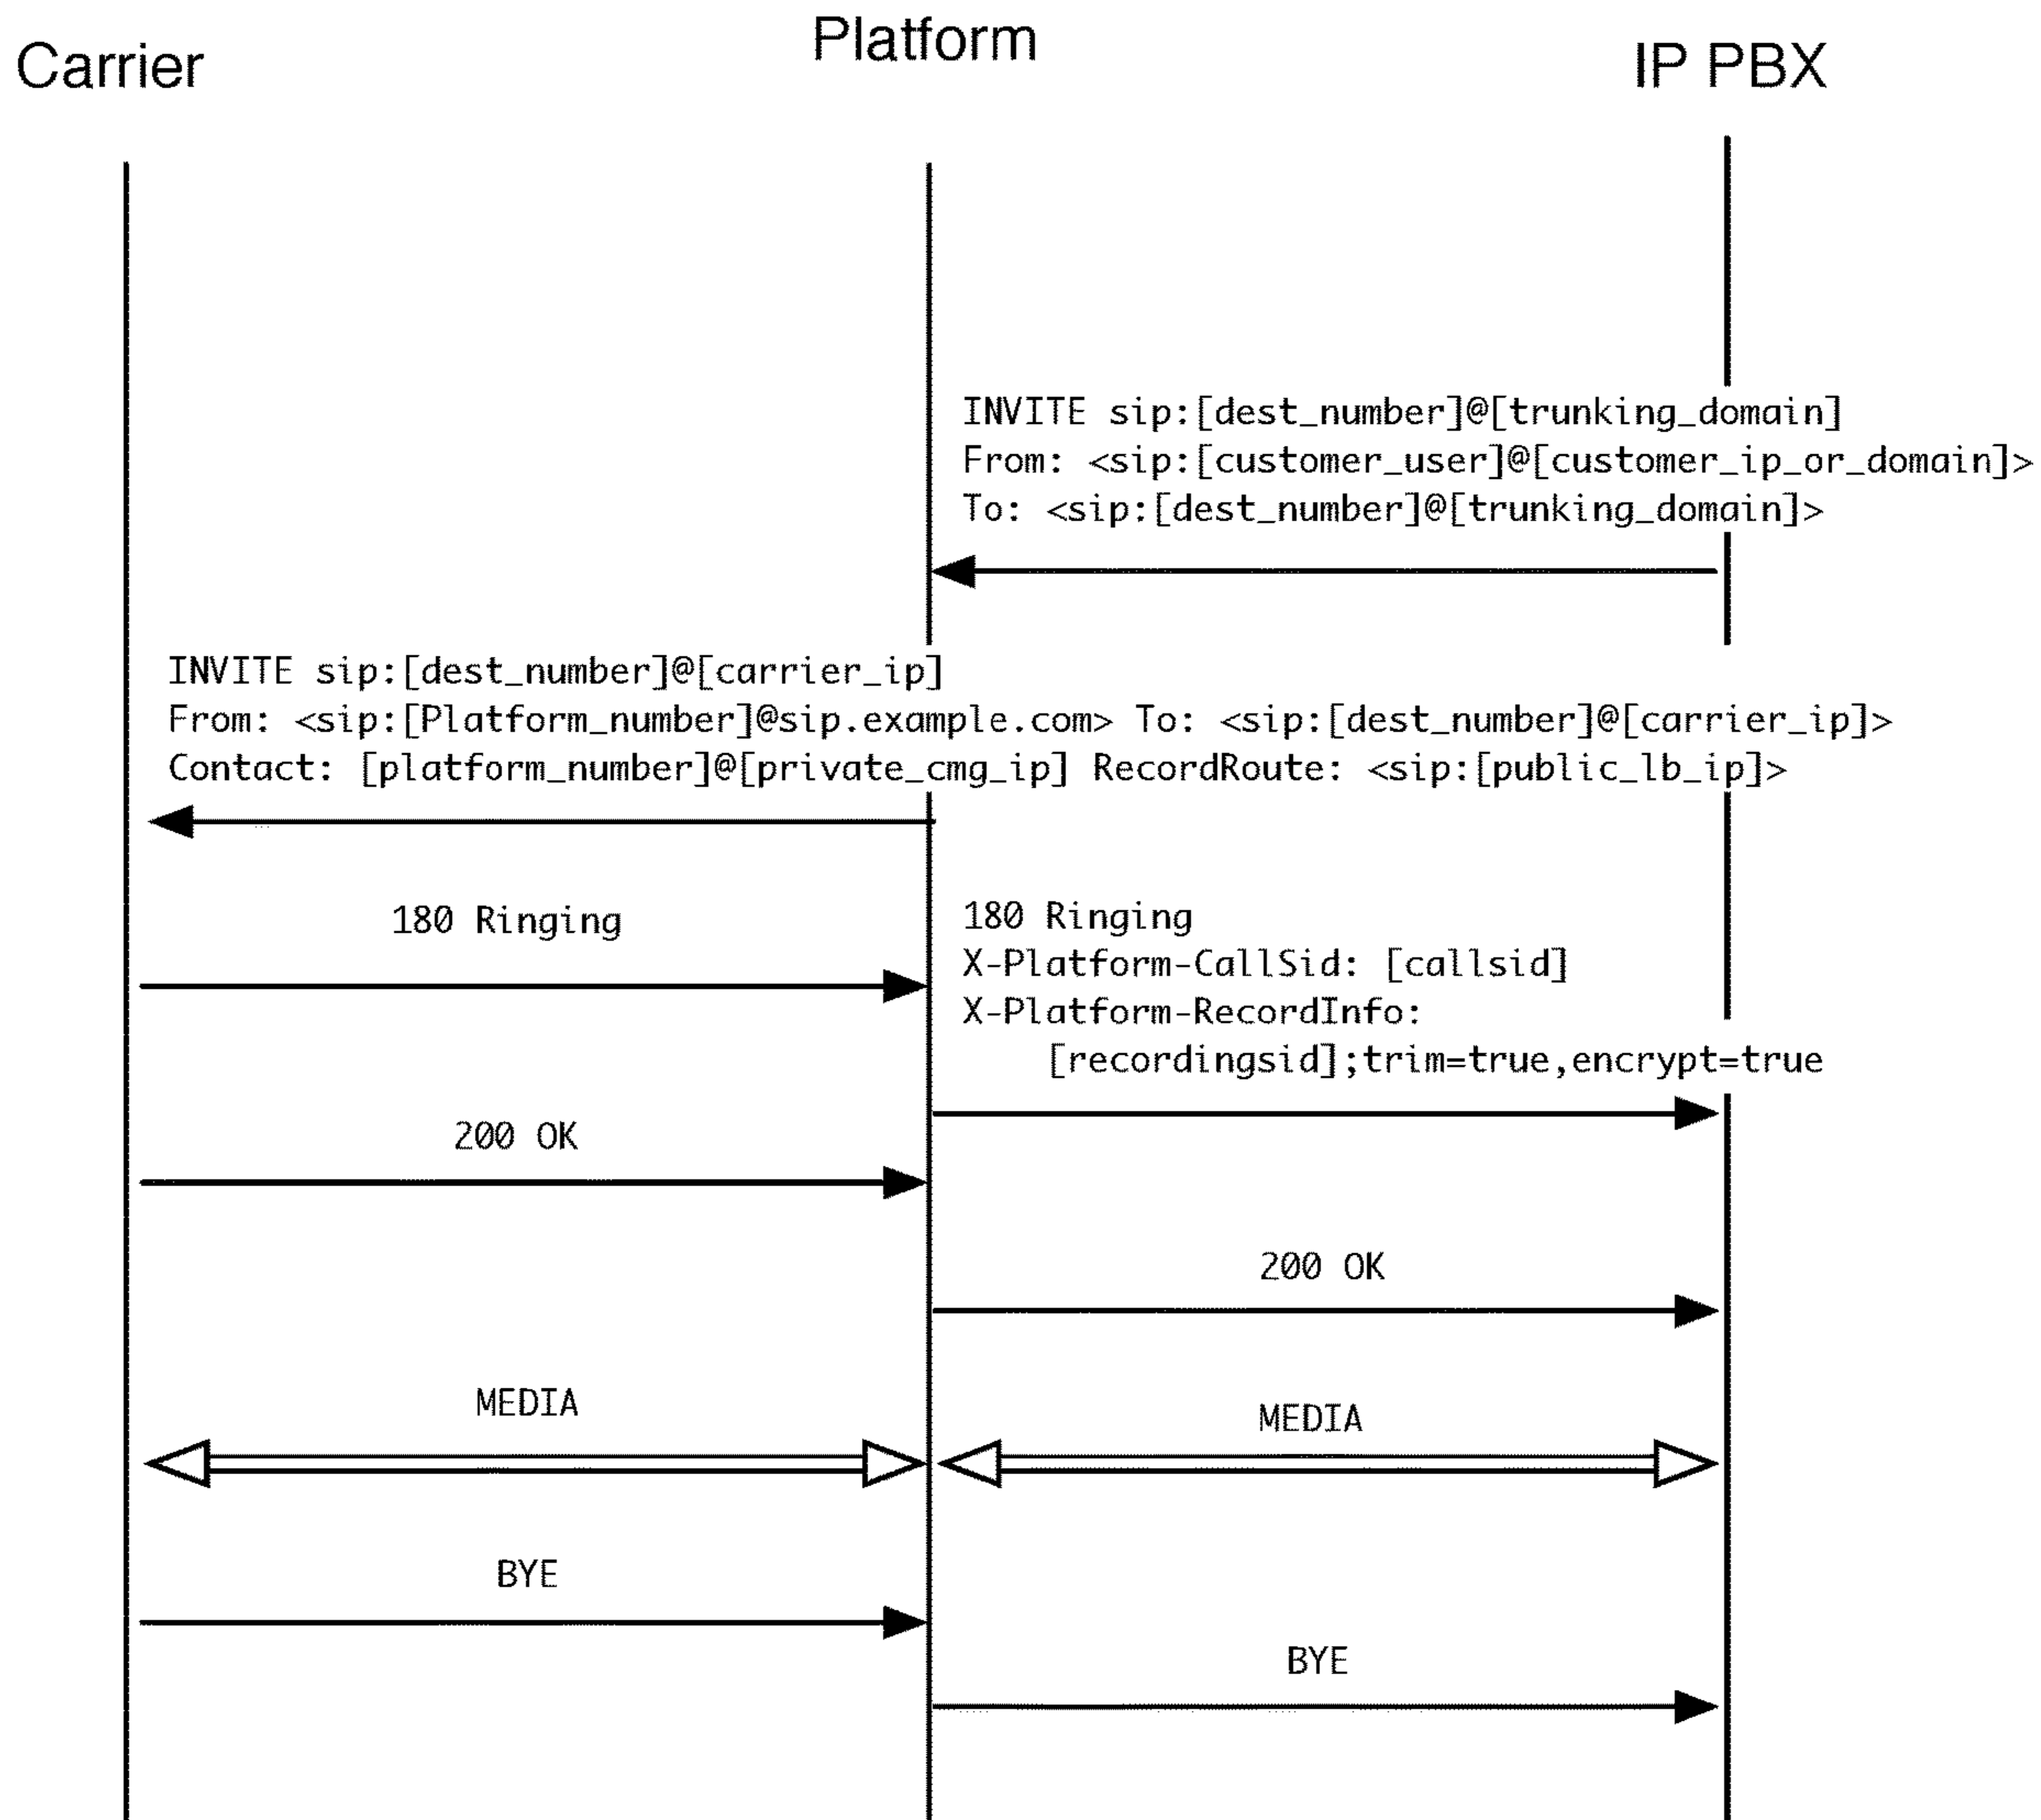 Carrier
Platform
IP PBX
INVITE sip:[dest_number]@[trunking_domain]
From: <sip:[customer_user]@[customer_ip_or_domain]>
To: <sip:[dest_number]@[trunking_domain]>
INVITE sip:[dest_number]@[carrier_ip]
From: <sip:[Platform_number]@sip.example.com> To: <sip:[dest_number]@[carrier_ip]>
Contact: [platform_number]@[private_cmg_ip] RecordRoute: <sip:[public_lb_ip]>
180 Ringing
180 Ringing
X-Platform-CallSid: [callsid]
X-Platform-RecordInfo:
[recordingsid];trim=true,encrypt=true
200 OK
200 OK
MEDIA
MEDIA
BYE
BYE